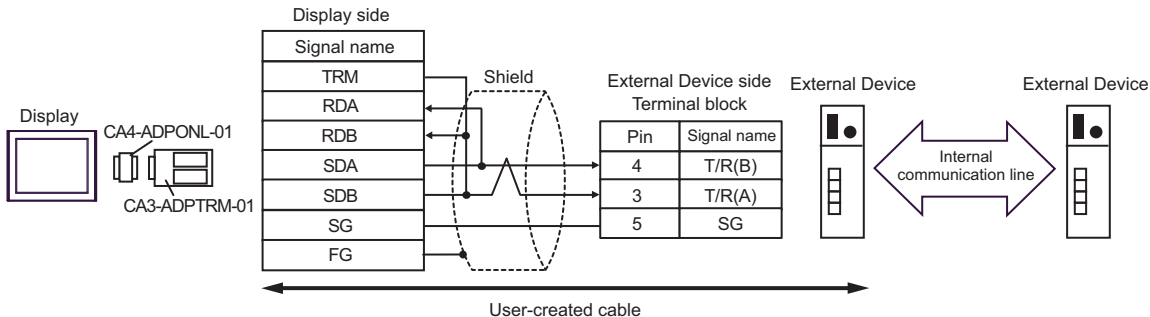 Display side
Signal name
TRM
RDA
RDB
SDA
SDB
SG
FG
Shield
Display
CA4-ADPONL-01
CA3-ADPTRM-01
External Device side
Terminal block
Pin Signal name
4 T/R(B)
3 T/R(A)
5 SG
External Device
External Device
Internal
communication line
User-created cable